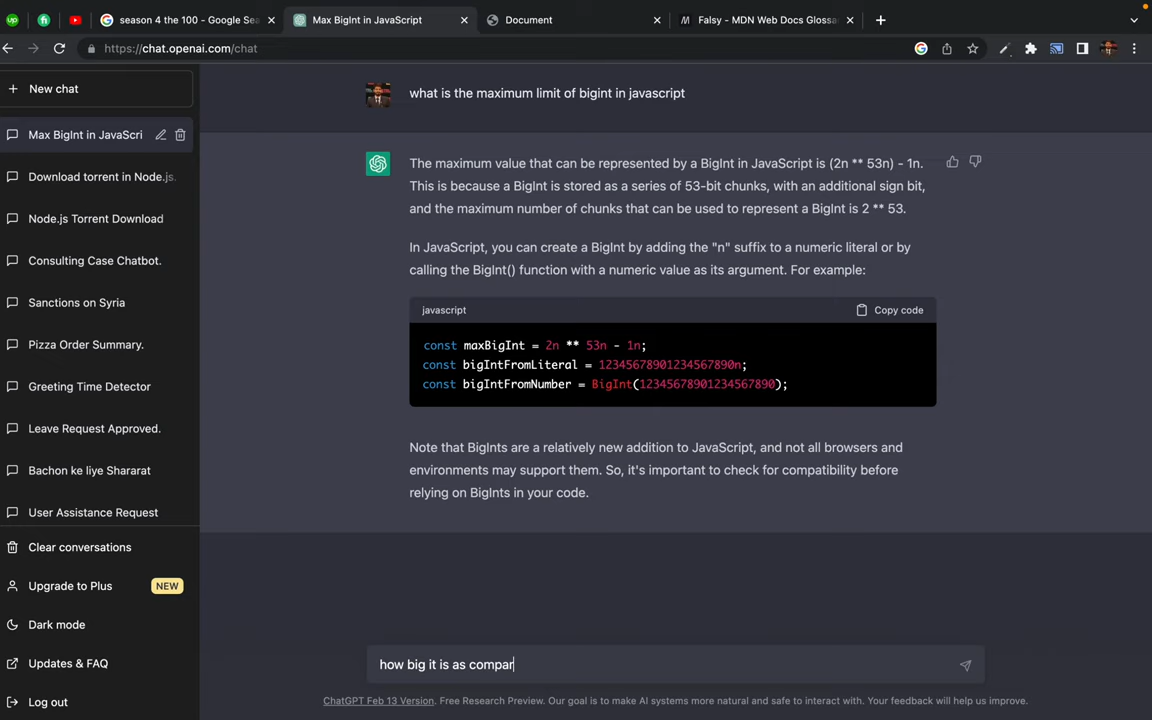 season 4 the 100 - Google Sea
Max BigInt in JavaScript
Document
Falsy - MDN Web Docs Glossa
https://chat.openai.com/chat
New chat
Max BigInt in JavaScri
Download torrent in Node.js.
Node.js Torrent Download
Consulting Case Chatbot.
Sanctions on Syria
Pizza Order Summary.
Greeting Time Detector
Leave Request Approved.
Bachon ke liye Shararat
User Assistance Request
Clear conversations
Upgrade to Plus NEW
Dark mode
Updates & FAQ
Log out
what is the maximum limit of bigint in javascript
The maximum value that can be represented by a BigInt in JavaScript is (2n ** 53n) - 1n.
This is because a BigInt is stored as a series of 53-bit chunks, with an additional sign bit,
and the maximum number of chunks that can be used to represent a BigInt is 2 ** 53.
In JavaScript, you can create a BigInt by adding the "n" suffix to a numeric literal or by
calling the BigInt() function with a numeric value as its argument. For example:
javascript Copy code
const maxBigInt = 2n ** 53n - 1n;
const bigIntFromLiteral = 12345678901234567890n;
const bigIntFromNumber = BigInt(12345678901234567890);
Note that BigInts are a relatively new addition to JavaScript, and not all browsers and
environments may support them. So, it's important to check for compatibility before
relying on BigInts in your code.
how big it is as compar
ChatGPT Feb 13 Version. Free Research Preview. Our goal is to make AI systems more natural and safe to interact with. Your feedback will help us improve.